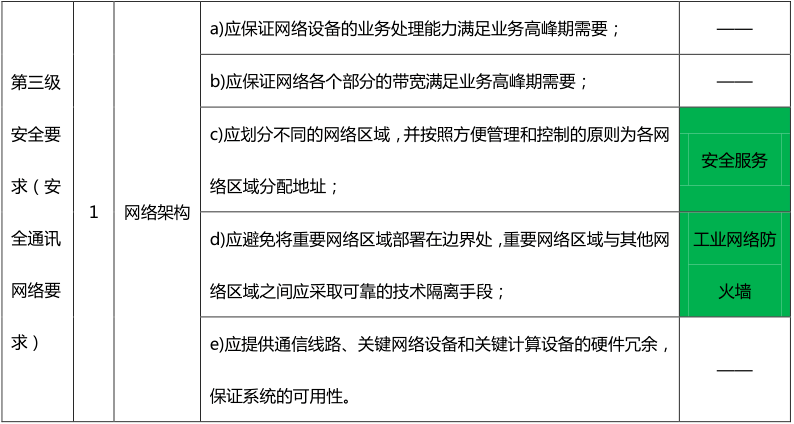 第三级
安全要
求（安
全通讯
网络要
求）
1
网络架构
a)应保证网络设备的业务处理能力满足业务高峰期需要；
——
b)应保证网络各个部分的带宽满足业务高峰期需要；
——
c)应划分不同的网络区域，并按照方便管理和控制的原则为各网
络区域分配地址；
安全服务
d)应避免将重要网络区域部署在边界处，重要网络区域与其他网
络区域之间应采取可靠的技术隔离手段；
工业网络防
火墙
e)应提供通信线路、关键网络设备和关键计算设备的硬件冗余，
保证系统的可用性。
——